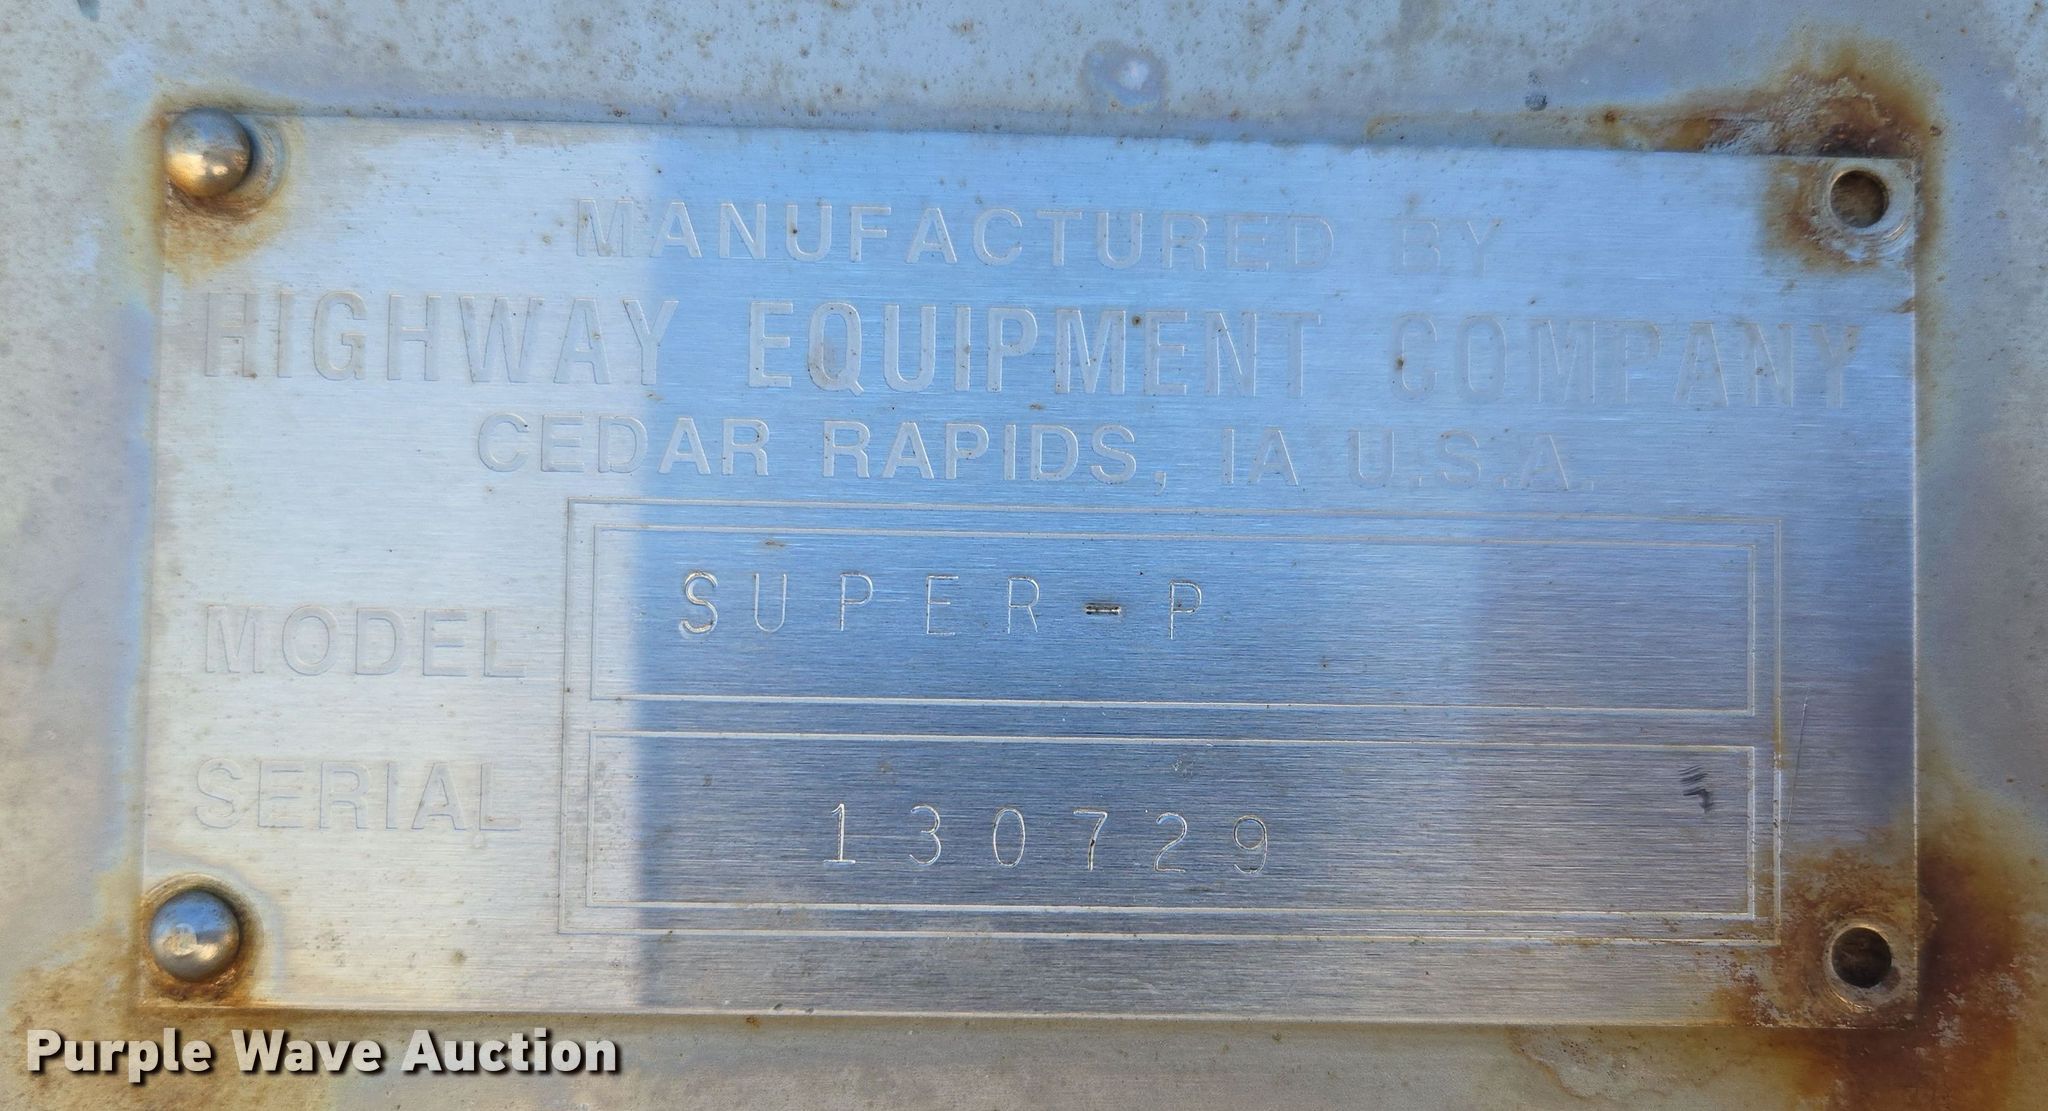 MANUFACTURED BY
HIGHWAY EQUIPMENT COMPANY
CEDAR RAPIDS, IA U.S.A.
MODEL SUPER-P
SERIAL 130729
Purple Wave Auction